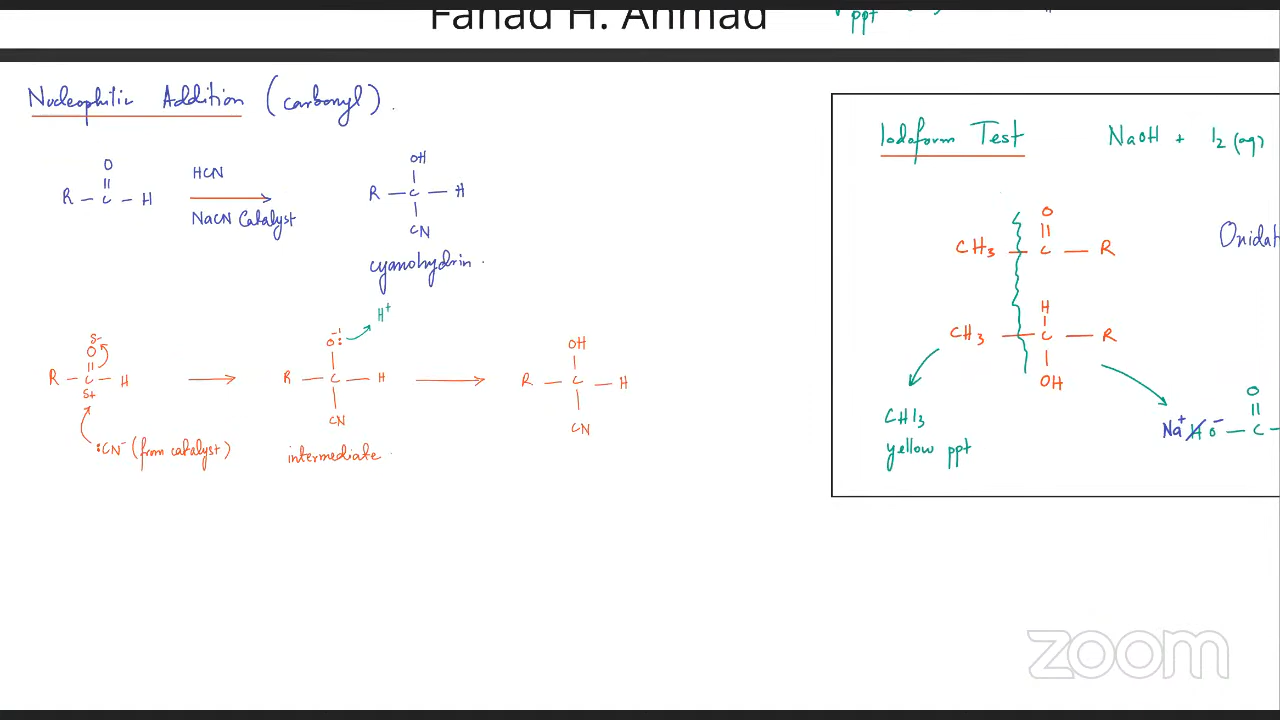 Fahad H. Ahmad
ppt
Nucleophilic Addition (carbonyl).
O
R – C – H
HCN
NaCN Catalyst
OH
R – C – H
CN
cyanohydrin.
δ-
O
R – C – H
δ+
:CN⁻ (from catalyst)
H⁺
O:⁻
R – C – H
CN
intermediate.
OH
R – C – H
CN
Iodoform Test NaOH + I₂ (aq)
O
CH₃ – C – R
Oxidat
H
CH₃ – C – R
OH
CHI₃
yellow ppt
O
Na⁺ H O⁻ – C –
zoom